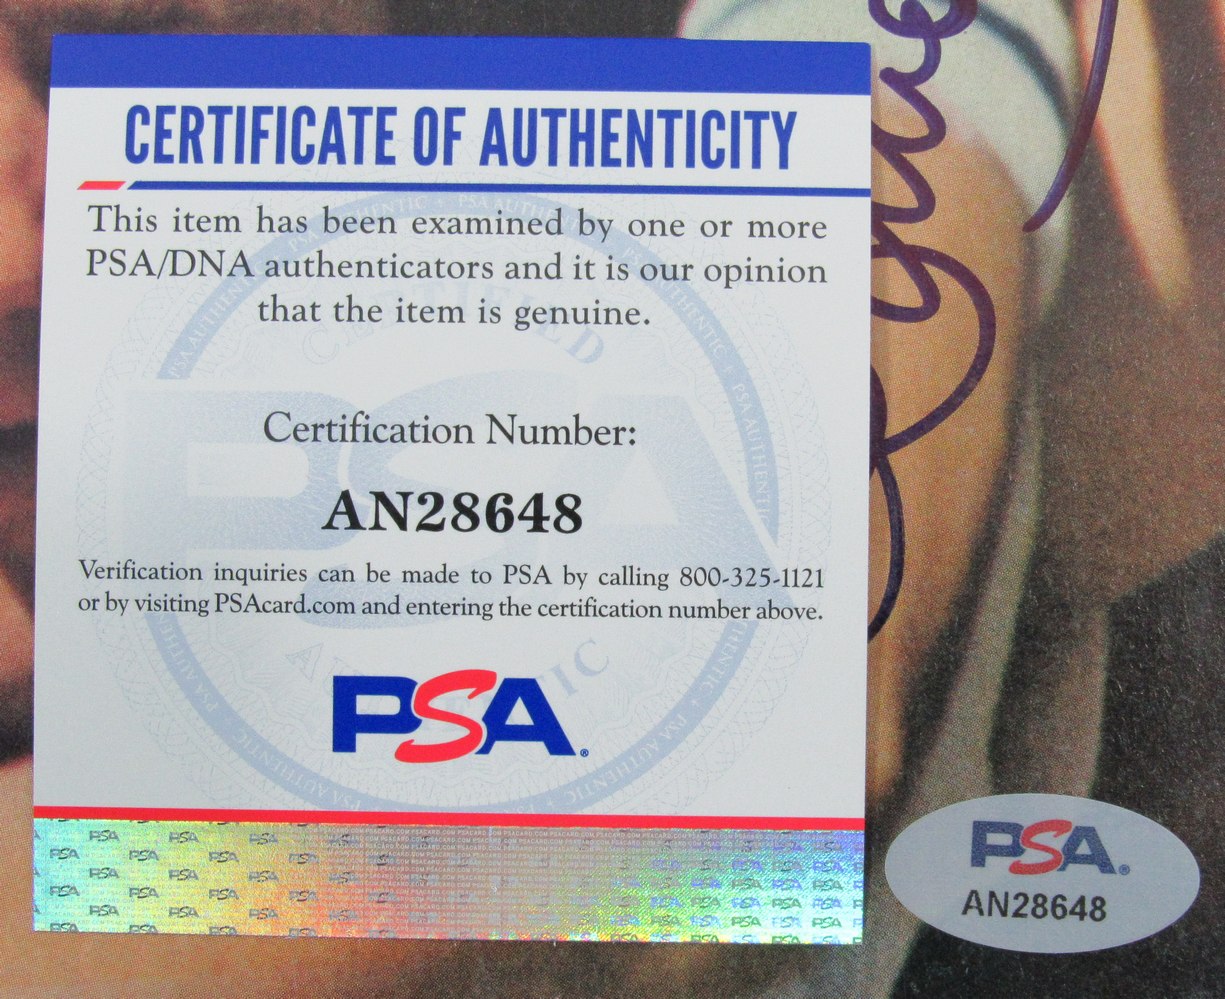 CERTIFICATE OF AUTHENTICITY
This item has been examined by one or more
PSA/DNA authenticators and it is our opinion
that the item is genuine.
CERTIFIED
Certification Number:
AN28648
Verification inquiries can be made to PSA by calling 800-325-1121
or by visiting PSAcard.com and entering the certification number above.
PSA®
PSA®
AN28648